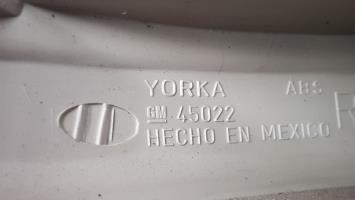 YORKA ABS
GM 45022
HECHO EN MEXICO